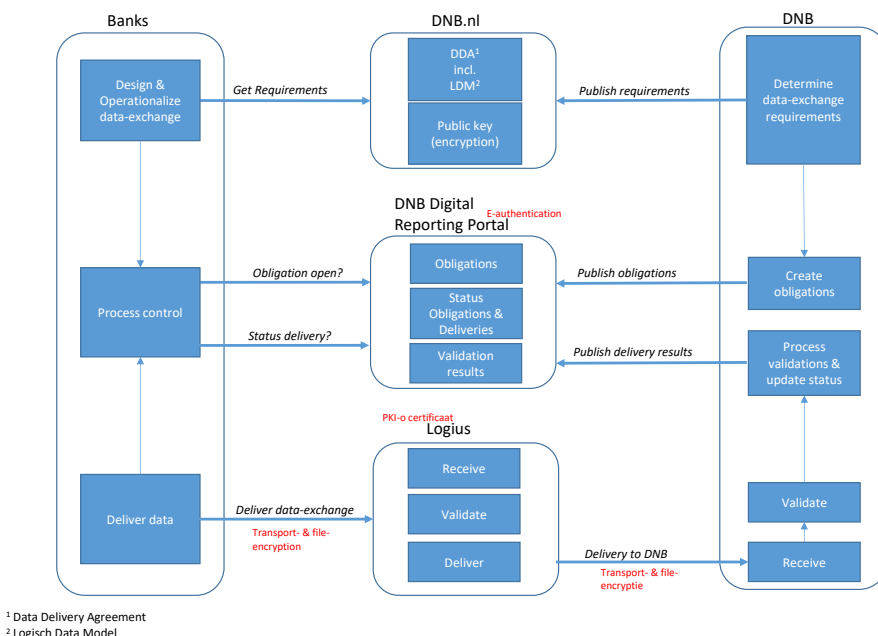 Banks
DNB.nl
DNB
Design &
Operationalize
data-exchange
Get Requirements
DDA¹
incl.
LDM²
Public key
(encryption)
Publish requirements
Determine
data-exchange
requirements
DNB Digital
Reporting Portal
E-authentication
Process control
Obligation open?
Status delivery?
Obligations
Status
Obligations &
Deliveries
Validation
results
Publish obligations
Publish delivery results
Create
obligations
Process
validations &
update status
PKI-o certificaat
Logius
Deliver data
Deliver data-exchange
Transport- & file-
encryption
Receive
Validate
Deliver
Delivery to DNB
Transport- & file-
encryptie
Validate
Receive
¹ Data Delivery Agreement
² Logisch Data Model